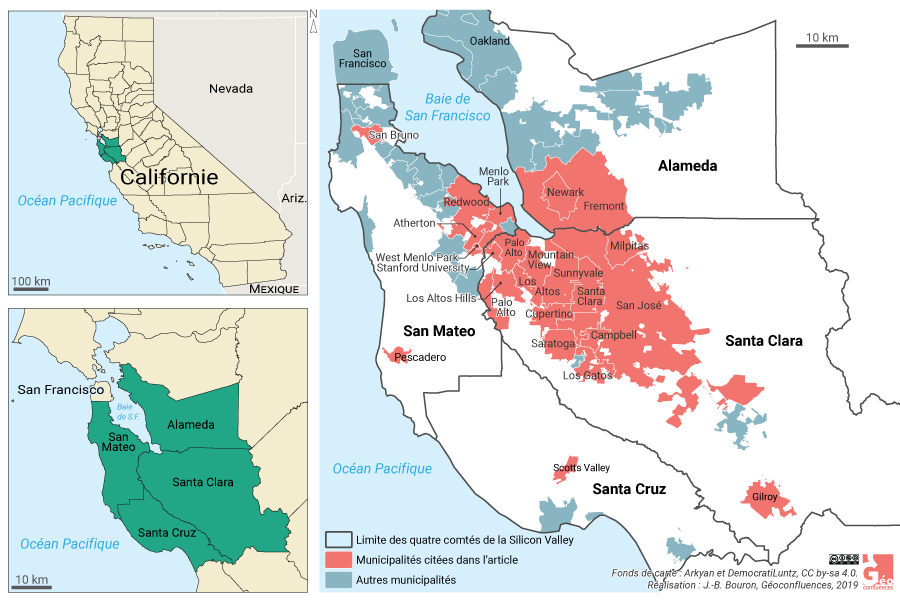 Nevada
Californie
Océan Pacifique
Ariz.
100 km
MEXIQUE
N
San Francisco
Baie
de S.F.
Alameda
San
Mateo
Santa Clara
Santa Cruz
Océan Pacifique
10 km
10 km
San
Francisco
Oakland
Baie de
San Francisco
San Bruno
Alameda
Menlo
Park
Redwood
Newark
Fremont
Atherton
West Menlo Park
Stanford University
Palo
Alto
Mountain
View
Milpitas
Sunnyvale
Los
Altos
Los Altos Hills
Palo
Alto
Santa
Clara
San José
Cupertino
Campbell
Saratoga
Los Gatos
San Mateo
Pescadero
Santa Clara
Océan Pacifique
Scotts Valley
Santa Cruz
Gilroy
Limite des quatre comtés de la Silicon Valley
Municipalités citées dans l'article
Autres municipalités
Fonds de carte : Arkyan et DemocratiLuntz, CC by-sa 4.0.
Réalisation : J.-B. Bouron, Géoconfluences, 2019
Géo
confluences